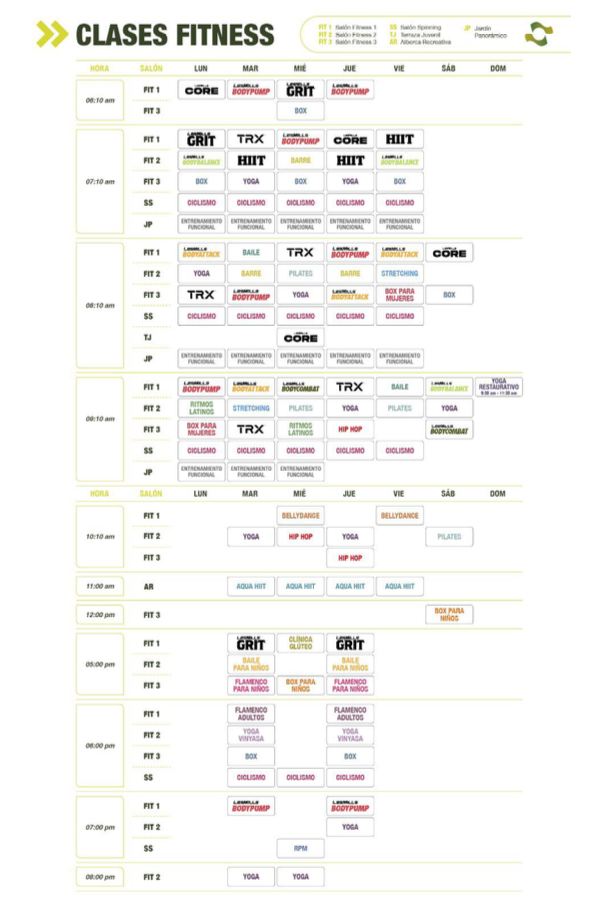 CLASES FITNESS
FIT 1 Salón Fitness 1 SS Salón Spinning JP Jardín
FIT 2 Salón Fitness 2 TJ Terraza Juvenil Panorámico
FIT 3 Salón Fitness 3 AR Alberca Recreativa
HORA SALÓN LUN MAR MIÉ JUE VIE SÁB DOM
06:10 am
FIT 1 LesMILLS CORE LesMILLS BODYPUMP LesMILLS GRIT LesMILLS BODYPUMP
FIT 3 BOX
07:10 am
FIT 1 LesMILLS GRIT TRX LesMILLS BODYPUMP LesMILLS CORE HIIT
FIT 2 LesMILLS BODYBALANCE HIIT BARRE HIIT LesMILLS BODYBALANCE
FIT 3 BOX YOGA BOX YOGA BOX
SS CICLISMO CICLISMO CICLISMO CICLISMO CICLISMO
JP ENTRENAMIENTO FUNCIONAL ENTRENAMIENTO FUNCIONAL ENTRENAMIENTO FUNCIONAL ENTRENAMIENTO FUNCIONAL ENTRENAMIENTO FUNCIONAL
08:10 am
FIT 1 LesMILLS BODYATTACK BAILE TRX LesMILLS BODYPUMP LesMILLS BODYATTACK LesMILLS CORE
FIT 2 YOGA BARRE PILATES BARRE STRETCHING
FIT 3 TRX LesMILLS BODYPUMP YOGA LesMILLS BODYATTACK BOX PARA MUJERES BOX
SS CICLISMO CICLISMO CICLISMO CICLISMO CICLISMO
TJ LesMILLS CORE
JP ENTRENAMIENTO FUNCIONAL ENTRENAMIENTO FUNCIONAL ENTRENAMIENTO FUNCIONAL ENTRENAMIENTO FUNCIONAL ENTRENAMIENTO FUNCIONAL
09:10 am
FIT 1 LesMILLS BODYPUMP LesMILLS BODYATTACK LesMILLS BODYCOMBAT TRX BAILE LesMILLS BODYBALANCE YOGA RESTAURATIVO
FIT 2 RITMOS LATINOS STRETCHING PILATES YOGA PILATES YOGA
FIT 3 BOX PARA MUJERES TRX RITMOS LATINOS HIP HOP LesMILLS BODYCOMBAT
SS CICLISMO CICLISMO CICLISMO CICLISMO CICLISMO
JP ENTRENAMIENTO FUNCIONAL ENTRENAMIENTO FUNCIONAL ENTRENAMIENTO FUNCIONAL
HORA SALÓN LUN MAR MIÉ JUE VIE SÁB DOM
10:10 am
FIT 1 BELLYDANCE BELLYDANCE
FIT 2 YOGA HIP HOP YOGA PILATES
FIT 3 HIP HOP
11:00 am AR AQUA HIIT AQUA HIIT AQUA HIIT AQUA HIIT
12:00 pm FIT 3 BOX PARA NIÑOS
05:00 pm
FIT 1 LesMILLS GRIT CLÍNICA GLÚTEO LesMILLS GRIT
FIT 2 BAILE PARA NIÑOS BAILE PARA NIÑOS
FIT 3 FLAMENCO PARA NIÑOS BOX PARA NIÑOS FLAMENCO PARA NIÑOS
06:00 pm
FIT 1 FLAMENCO ADULTOS FLAMENCO ADULTOS
FIT 2 YOGA VINYASA YOGA VINYASA
FIT 3 BOX BOX
SS CICLISMO CICLISMO CICLISMO
07:00 pm
FIT 1 LesMILLS BODYPUMP LesMILLS BODYPUMP
FIT 2 YOGA
SS RPM
08:00 pm FIT 2 YOGA YOGA